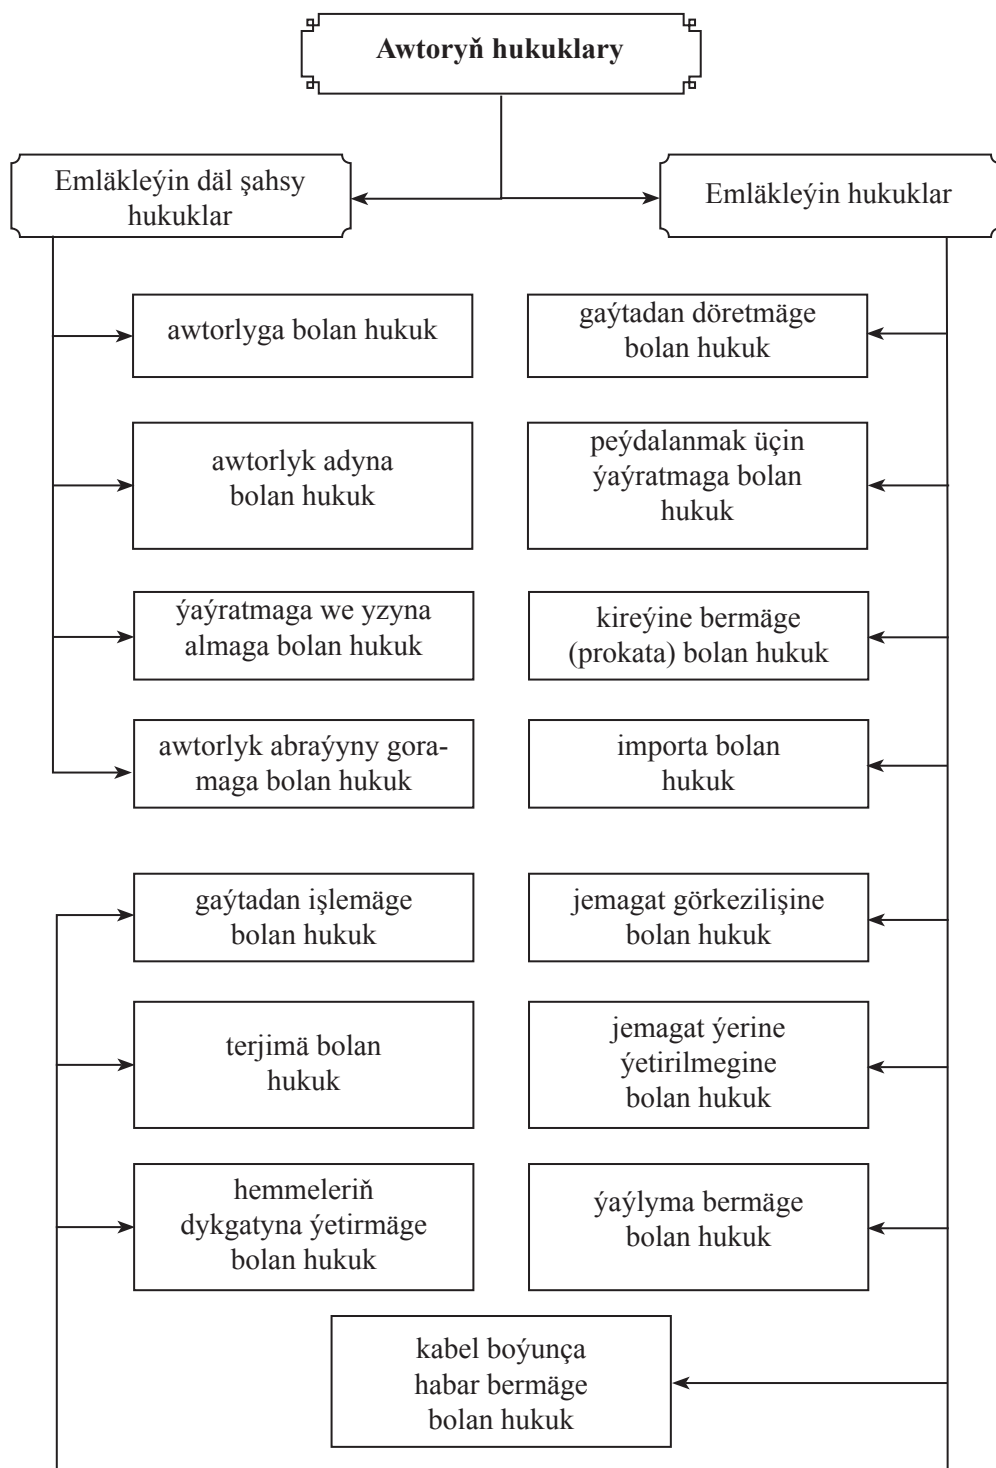 Awtoryň hukuklary
Emläkleýin däl şahsy
hukuklar
Emläkleýin hukuklar
awtorlyga bolan hukuk
gaýtadan döretmäge
bolan hukuk
awtorlyk adyna
bolan hukuk
peýdalanmak üçin
ýaýratmaga bolan
hukuk
ýaýratmaga we yzyna
almaga bolan hukuk
kireýine bermäge
(prokata) bolan hukuk
awtorlyk abraýyny gora-
maga bolan hukuk
importa bolan
hukuk
gaýtadan işlemäge
bolan hukuk
jemagat görkezilişine
bolan hukuk
terjimä bolan
hukuk
jemagat ýerine
ýetirilmegine
bolan hukuk
hemmeleriň
dykgatyna ýetirmäge
bolan hukuk
ýaýlyma bermäge
bolan hukuk
kabel boýunça
habar bermäge
bolan hukuk